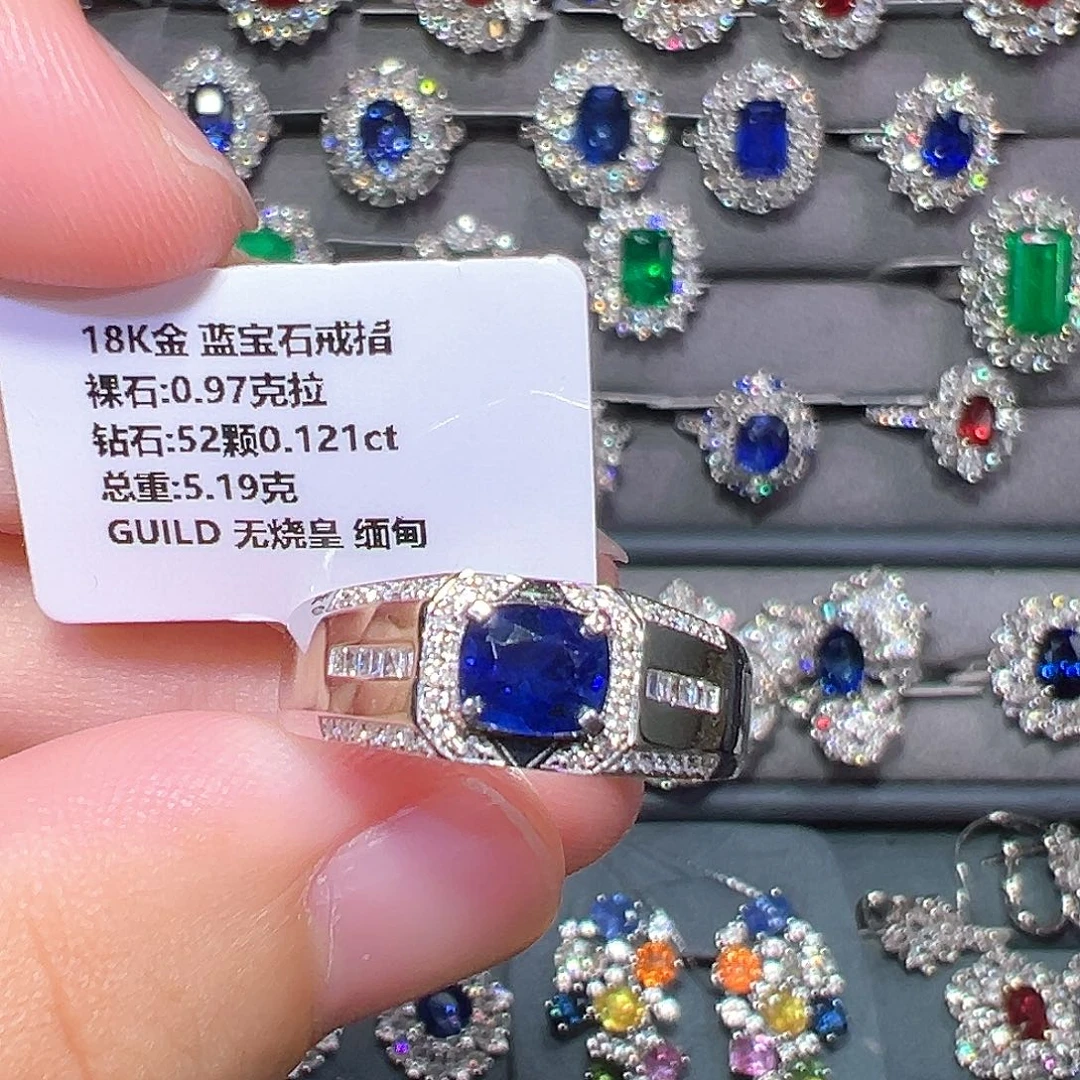 18K金 蓝宝石戒指
裸石:0.97克拉
钻石:52颗0.121ct
总重:5.19克
GUILD 无烧皇 缅甸